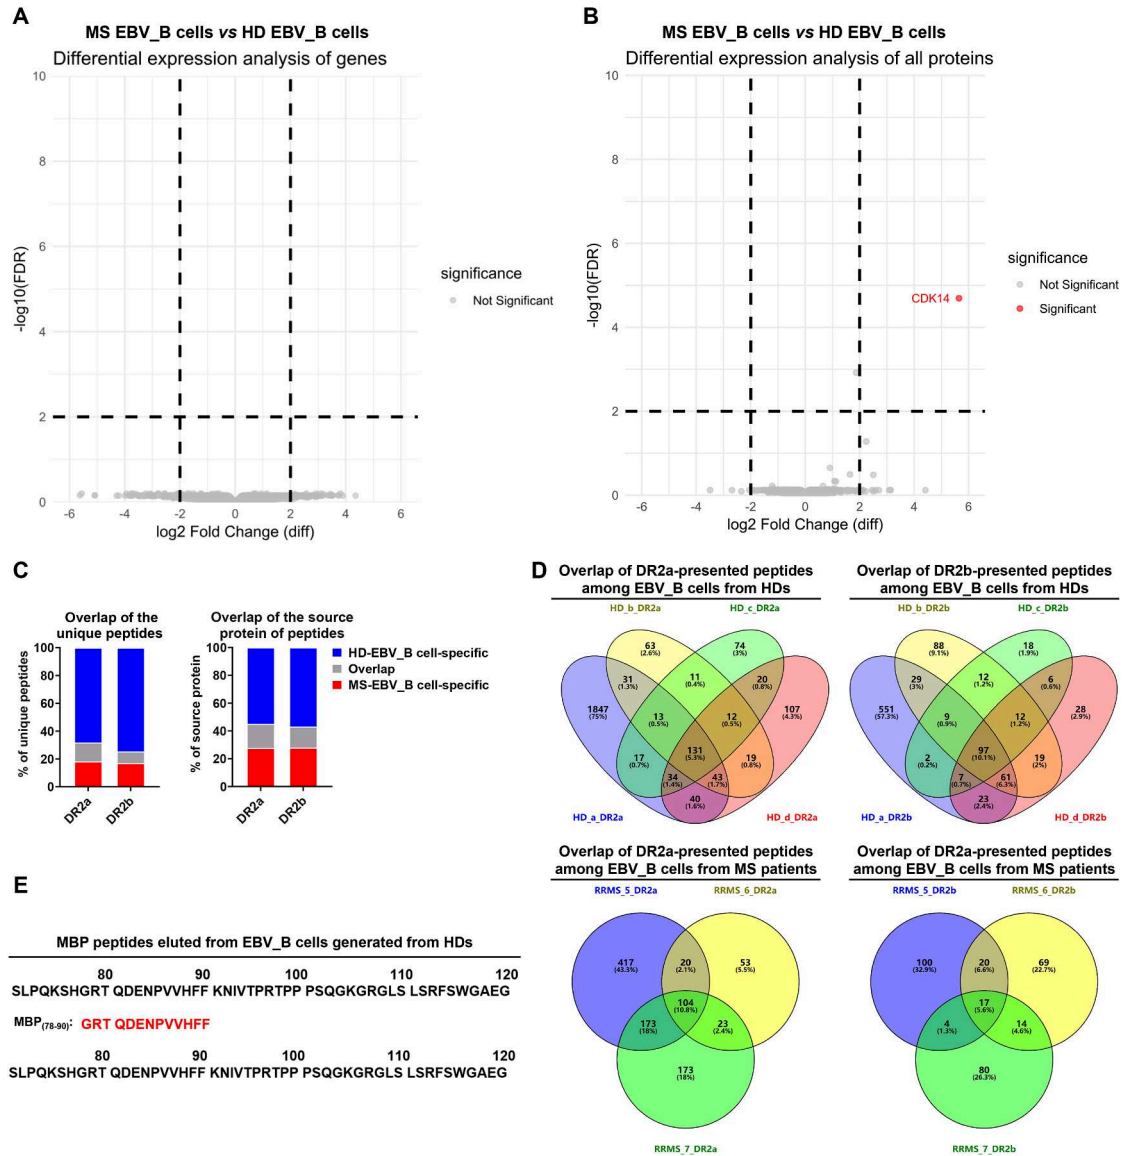 A
MS EBV_B cells vs HD EBV_B cells
Differential expression analysis of genes
10
8
6
4
2
0
-log10(FDR)
-6 -4 -2 0 2 4 6
log2 Fold Change (diff)
significance
Not Significant
B
MS EBV_B cells vs HD EBV_B cells
Differential expression analysis of all proteins
10
8
6
4
2
0
-log10(FDR)
CDK14
-6 -4 -2 0 2 4 6
log2 Fold Change (diff)
significance
Not Significant
Significant
C
Overlap of the
unique peptides
100
80
60
40
20
0
% of unique peptides
DR2a DR2b
Overlap of the source
protein of peptides
100
80
60
40
20
0
% of source protein
DR2a DR2b
HD-EBV_B cell-specific
Overlap
MS-EBV_B cell-specific
D
Overlap of DR2a-presented peptides
among EBV_B cells from HDs
HD_b_DR2a HD_c_DR2a
63
(2.6%)
74
(3%)
31
(1.3%)
11
(0.4%)
20
(0.8%)
1847
(75%)
13
(0.5%)
12
(0.5%)
107
(4.3%)
131
(5.3%)
17
(0.7%)
19
(0.8%)
34
(1.4%)
43
(1.7%)
40
(1.6%)
HD_a_DR2a HD_d_DR2a
Overlap of DR2b-presented peptides
among EBV_B cells from HDs
HD_b_DR2b HD_c_DR2b
88
(9.1%)
18
(1.9%)
29
(3%)
12
(1.2%)
6
(0.6%)
551
(57.3%)
9
(0.9%)
12
(1.2%)
28
(2.9%)
97
(10.1%)
2
(0.2%)
19
(2%)
7
(0.7%)
61
(6.3%)
23
(2.4%)
HD_a_DR2b HD_d_DR2b
Overlap of DR2a-presented peptides
among EBV_B cells from MS patients
RRMS_5_DR2a RRMS_6_DR2a
417
(43.3%)
20
(2.1%)
53
(5.5%)
104
(10.8%)
173
(18%)
23
(2.4%)
173
(18%)
RRMS_7_DR2a
Overlap of DR2a-presented peptides
among EBV_B cells from MS patients
RRMS_5_DR2b RRMS_6_DR2b
100
(32.9%)
20
(6.6%)
69
(22.7%)
17
(5.6%)
4
(1.3%)
14
(4.6%)
80
(26.3%)
RRMS_7_DR2b
E
MBP peptides eluted from EBV_B cells generated from HDs
80 90 100 110 120
SLPQKSHGRT QDENPVVHFF KNIVTPRTPP PSQGKGRGLS LSRFSWGAEG
MBP(78-90): GRT QDENPVVHFF
80 90 100 110 120
SLPQKSHGRT QDENPVVHFF KNIVTPRTPP PSQGKGRGLS LSRFSWGAEG